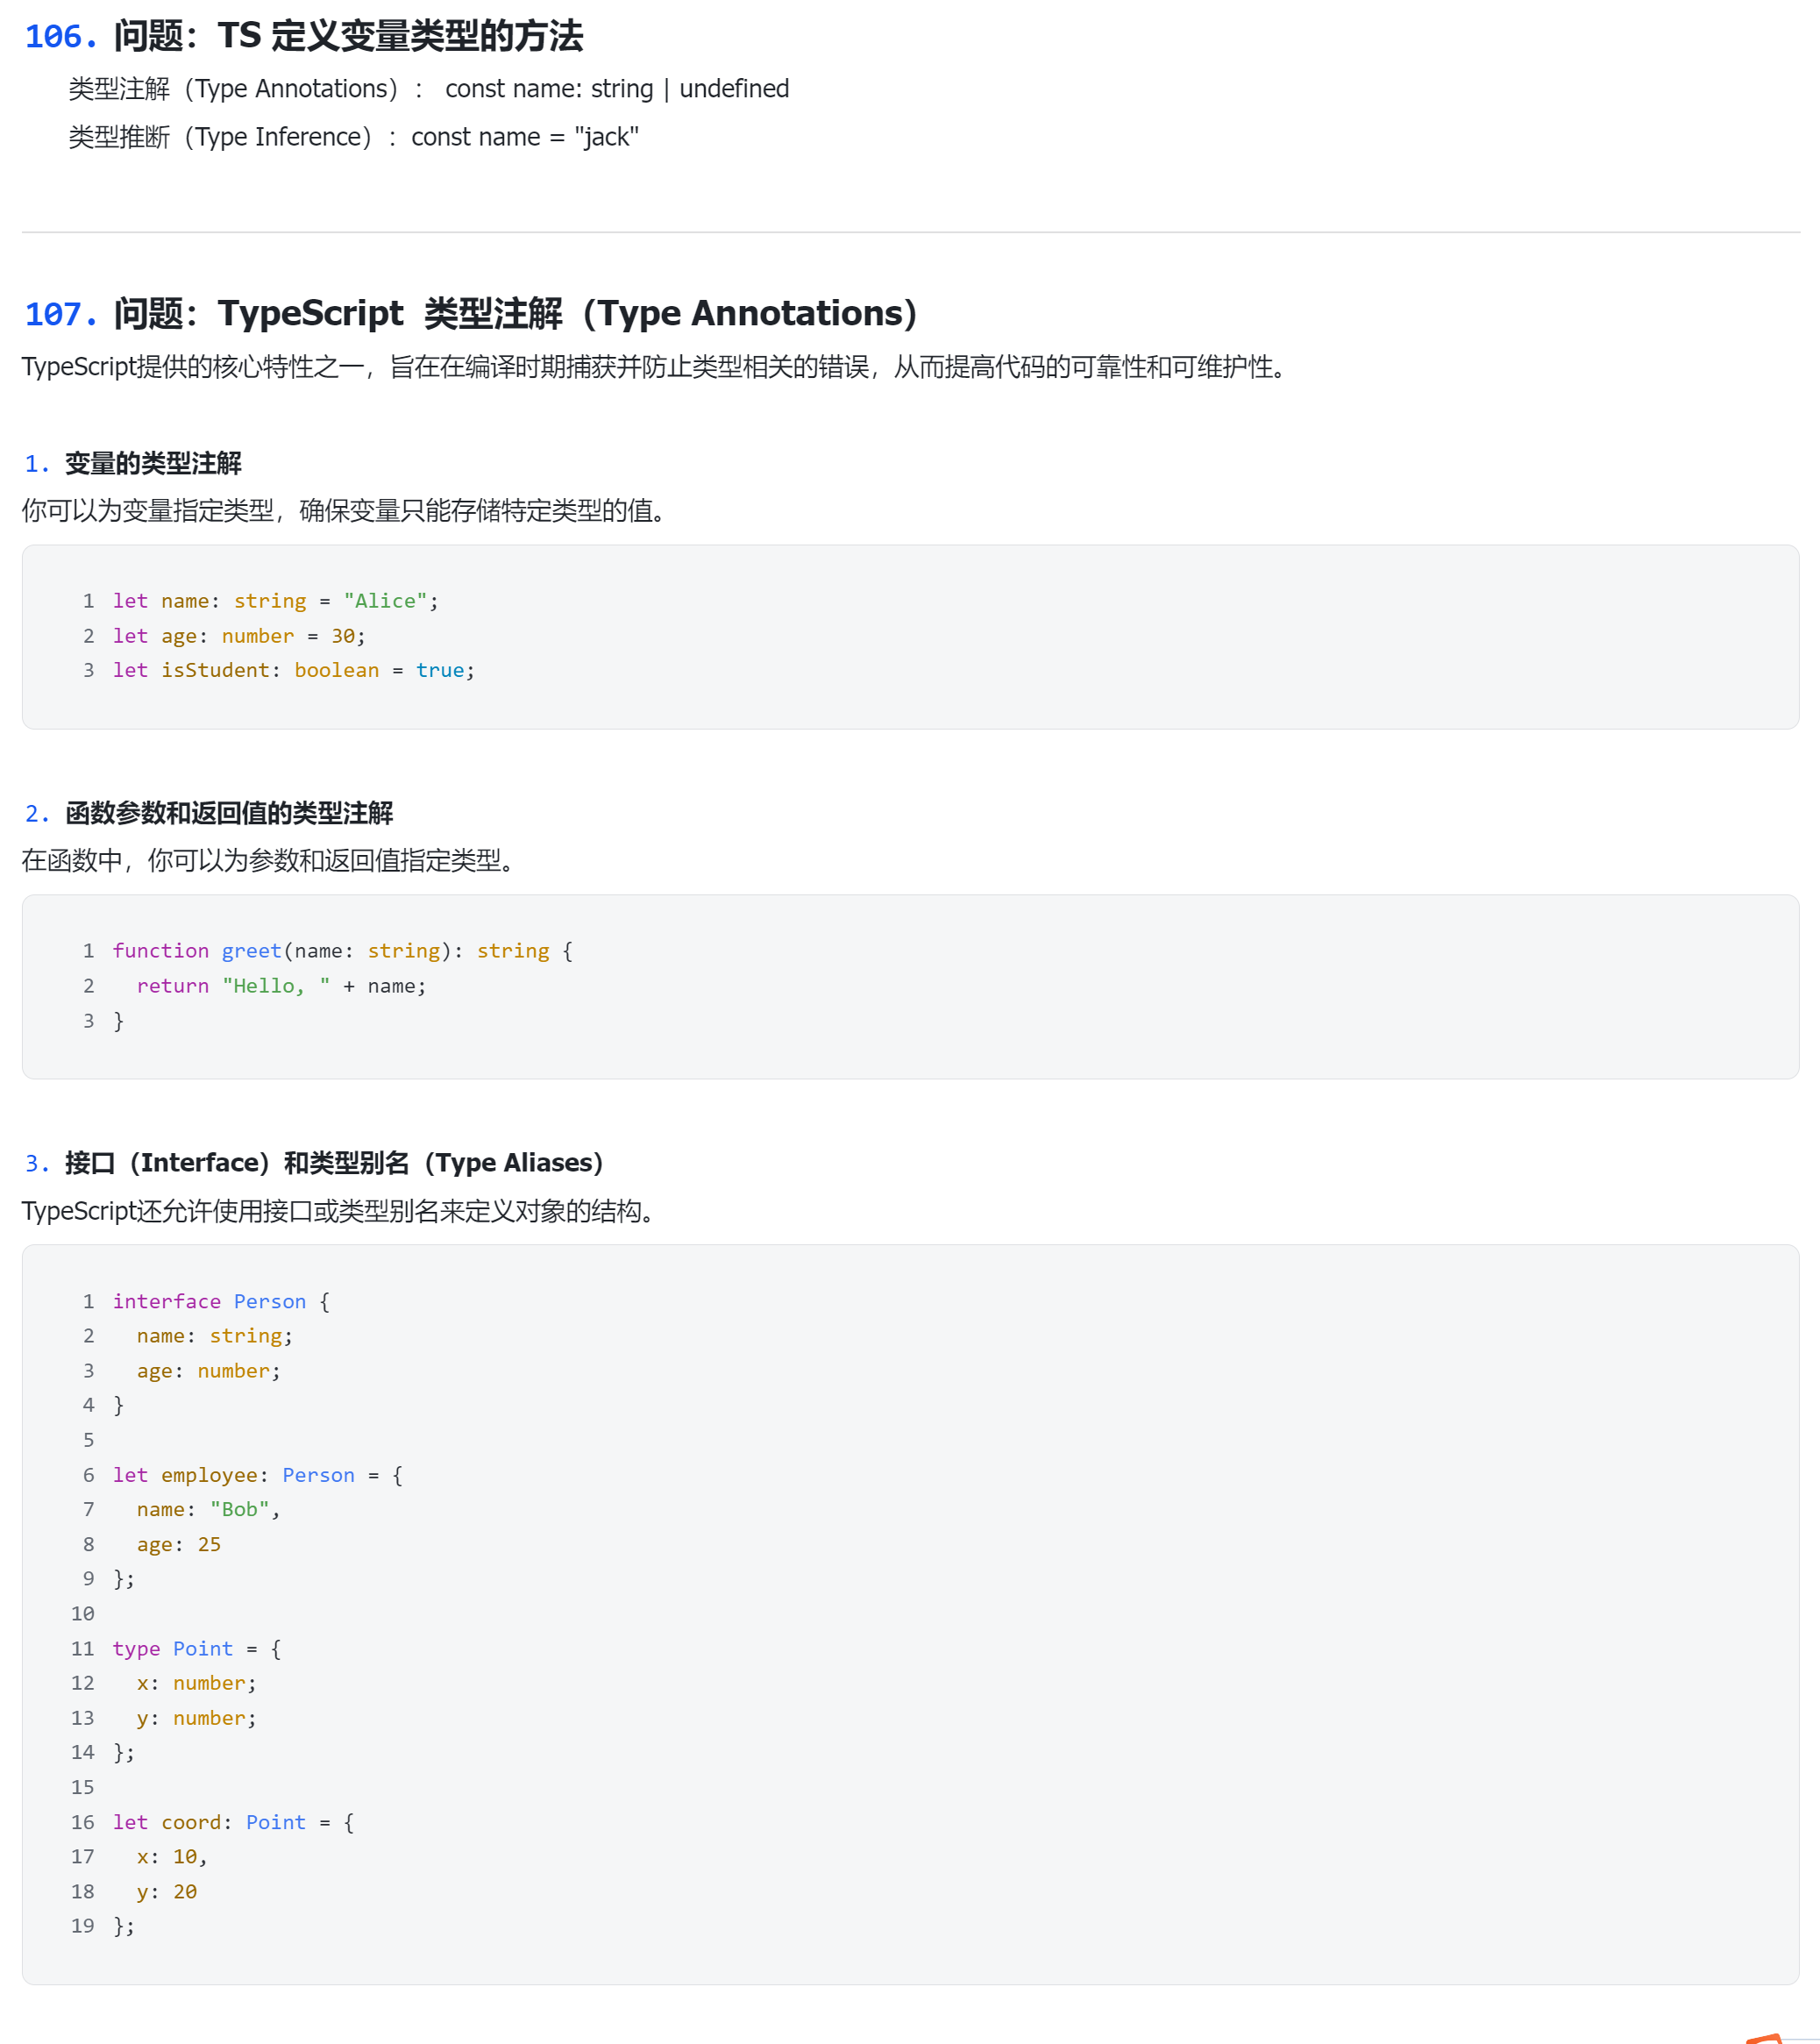 106. 问题：TS 定义变量类型的方法
类型注解（Type Annotations）： const name: string | undefined
类型推断（Type Inference）：const name = "jack"
107. 问题：TypeScript 类型注解（Type Annotations）
TypeScript提供的核心特性之一，旨在在编译时期捕获并防止类型相关的错误，从而提高代码的可靠性和可维护性。
1. 变量的类型注解
你可以为变量指定类型，确保变量只能存储特定类型的值。
1 let name: string = "Alice";
2 let age: number = 30;
3 let isStudent: boolean = true;
2. 函数参数和返回值的类型注解
在函数中，你可以为参数和返回值指定类型。
1 function greet(name: string): string {
2   return "Hello, " + name;
3 }
3. 接口（Interface）和类型别名（Type Aliases）
TypeScript还允许使用接口或类型别名来定义对象的结构。
1 interface Person {
2   name: string;
3   age: number;
4 }
5
6 let employee: Person = {
7   name: "Bob",
8   age: 25
9 };
10
11 type Point = {
12   x: number;
13   y: number;
14 };
15
16 let coord: Point = {
17   x: 10,
18   y: 20
19 };